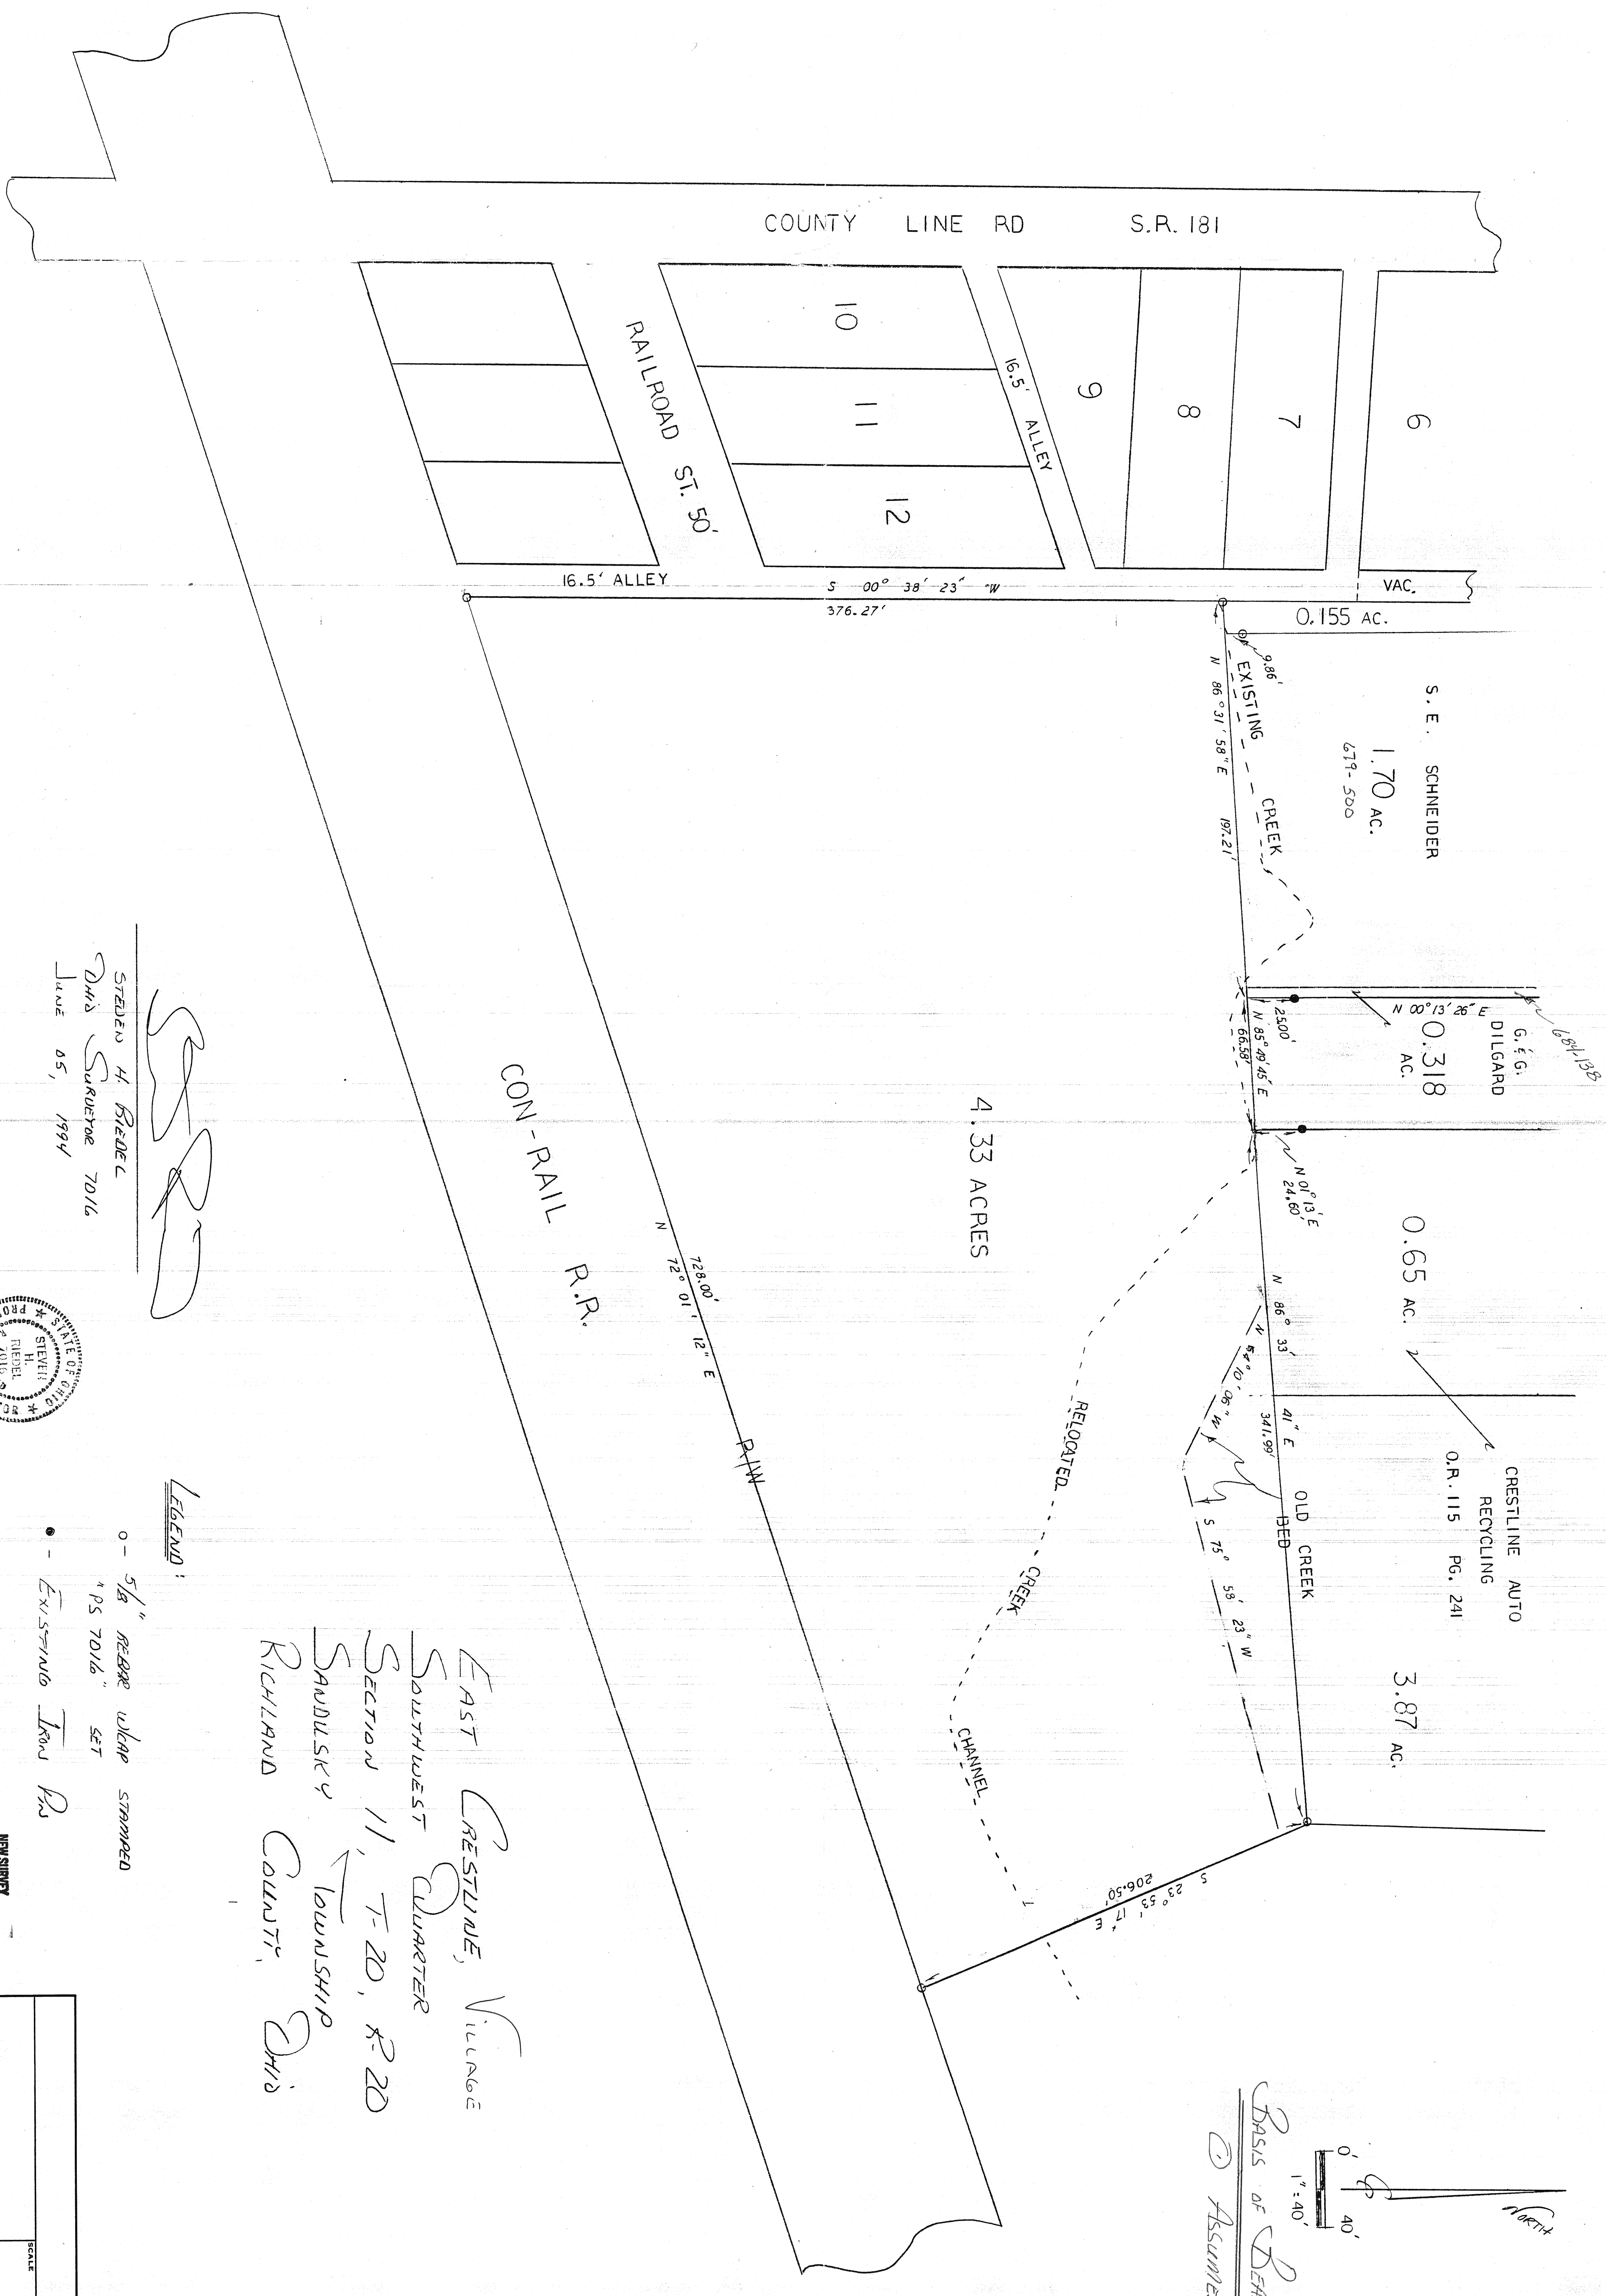 COUNTY LINE RD S.R. 181
6
7
8
9
16.5' ALLEY
10
11
12
RAILROAD ST. 50'
16.5' ALLEY
VAC.
S 00° 38' 23" W
376.27'
0.155 AC.
9.86'
EXISTING CREEK
N 86° 31' 58" E 197.21'
S. E. SCHNEIDER
1.70 AC.
679-500
684-138
G. & G.
DILGARD
0.318
AC.
N 00° 13' 26" E
25.00'
N 85° 49' 45" E
66.58'
N 01° 13' E
24.60'
0.65 AC.
N 86° 33' 41" E
341.99'
CRESTLINE AUTO
RECYCLING
O.R. 115 PG. 241
3.87 AC.
OLD CREEK
BED
S 75° 58' 23" W
RELOCATED CREEK CHANNEL
4.33 ACRES
S 23° 53' 17" E
206.50'
728.00'
N 72° 01' 12" E
R/W
CON-RAIL R.R.
EAST CRESTLINE, VILLAGE
SOUTHWEST QUARTER
SECTION 11, T-20, R-20
SANDUSKY TOWNSHIP
RICHLAND COUNTY, OHIO
STEVEN H. RIEDEL
OHIO SURVEYOR 7016
JUNE 05, 1994
STATE OF OHIO
STEVEN
H.
RIEDEL
7016
LEGEND:
o - 5/8" REBAR W/CAP STAMPED
"PS 7016" SET
● - EXISTING IRON PIN
NORTH
0' 40'
1" = 40'
BASIS OF BEA
ASSUME
NEW SURVEY
SCALE